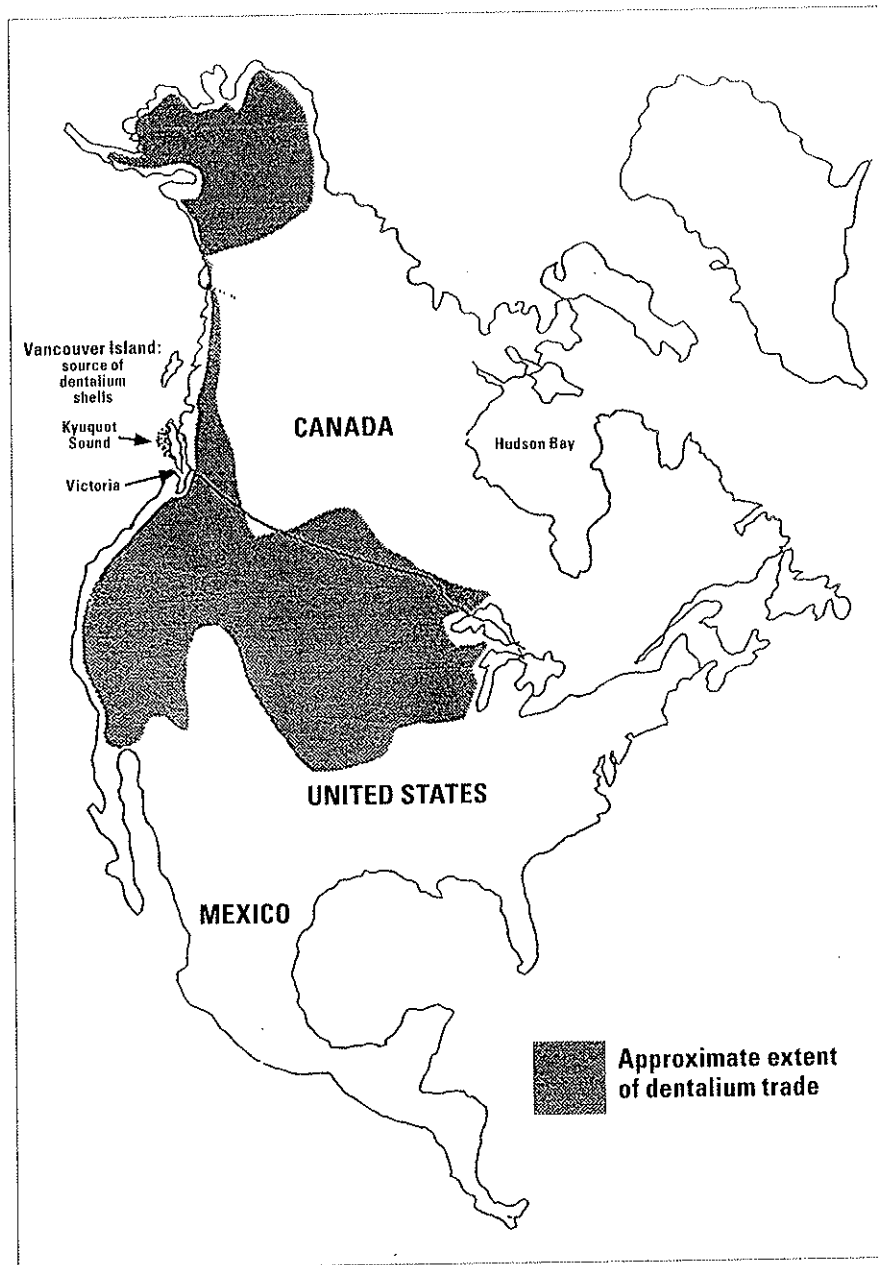 Vancouver Island:
source of
dentalium
shells
Kyuquot
Sound
Victoria
CANADA
Hudson Bay
UNITED STATES
MEXICO
Approximate extent
of dentalium trade